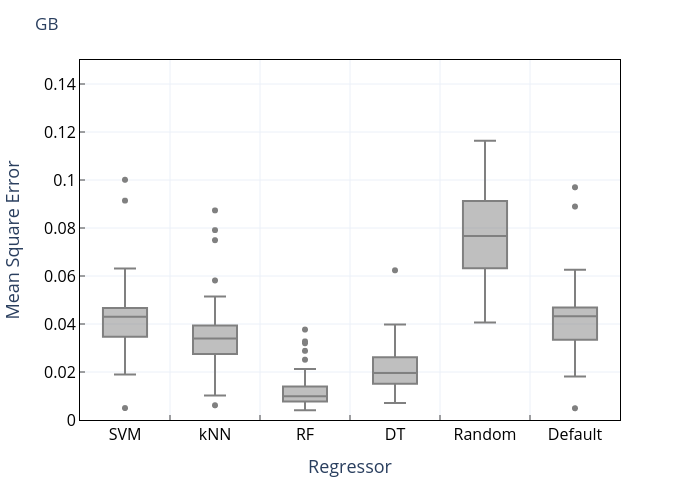 GB
0.14
0.12
0.1
0.08
0.06
0.04
0.02
0
Mean Square Error
SVM kNN RF DT Random Default
Regressor